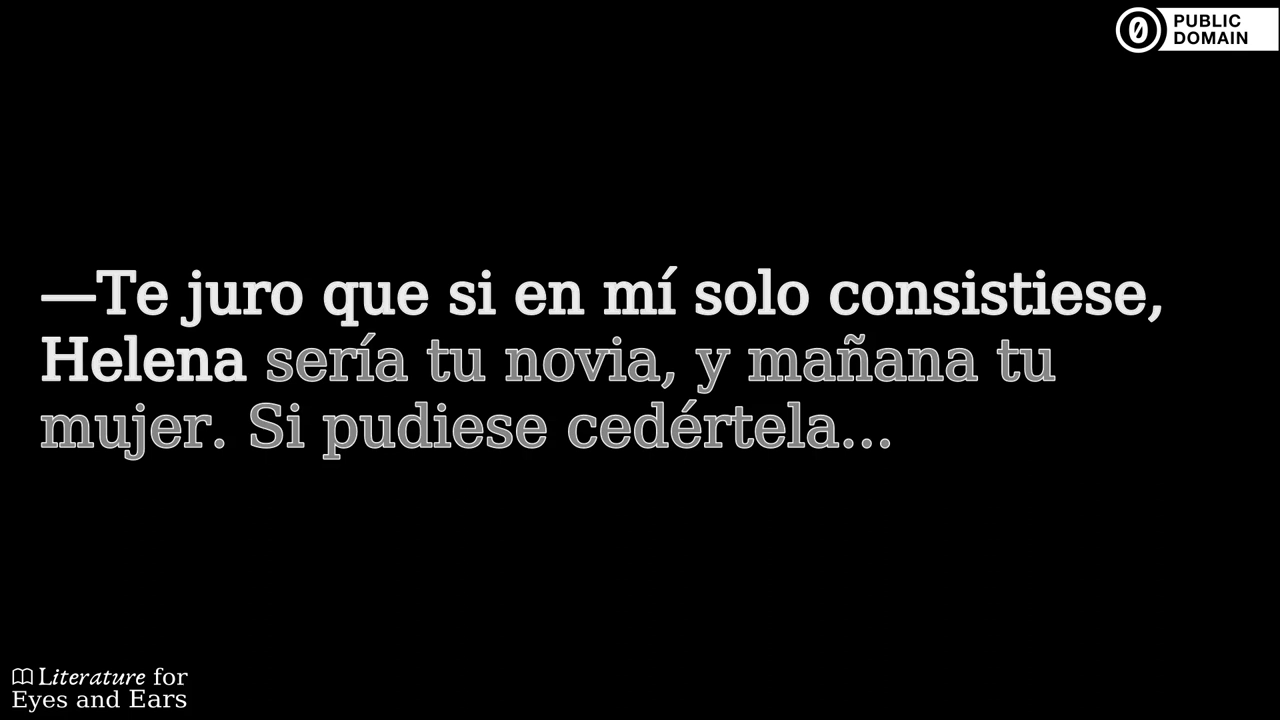 PUBLIC
DOMAIN
—Te juro que si en mí solo consistiese,
Helena sería tu novia, y mañana tu
mujer. Si pudiese cedértela...
Literature for
Eyes and Ears